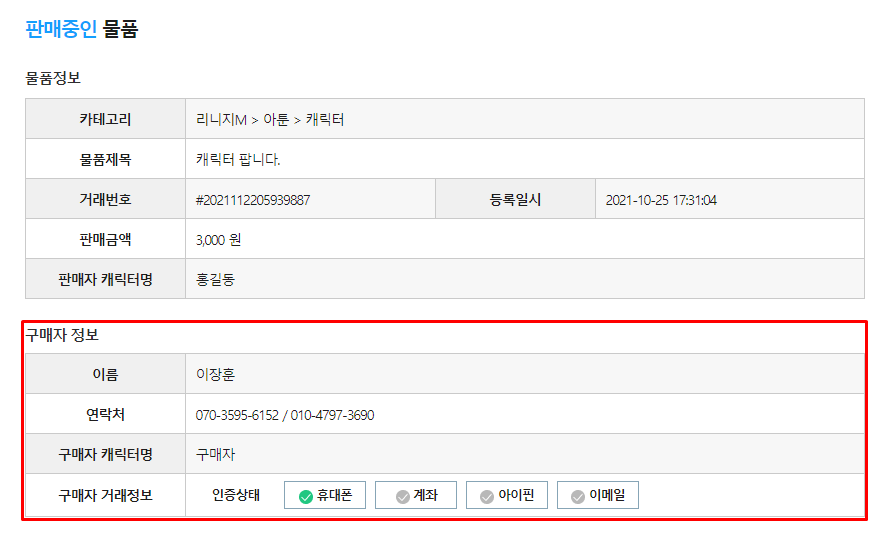 판매중인 물품
물품정보
카테고리 리니지M > 아툰 > 캐릭터
물품제목 캐릭터 팝니다.
거래번호 #2021112205939887 등록일시 2021-10-25 17:31:04
판매금액 3,000 원
판매자 캐릭터명 홍길동
구매자 정보
이름 이장훈
연락처 070-3595-6152 / 010-4797-3690
구매자 캐릭터명 구매자
구매자 거래정보 인증상태 휴대폰 계좌 아이핀 이메일